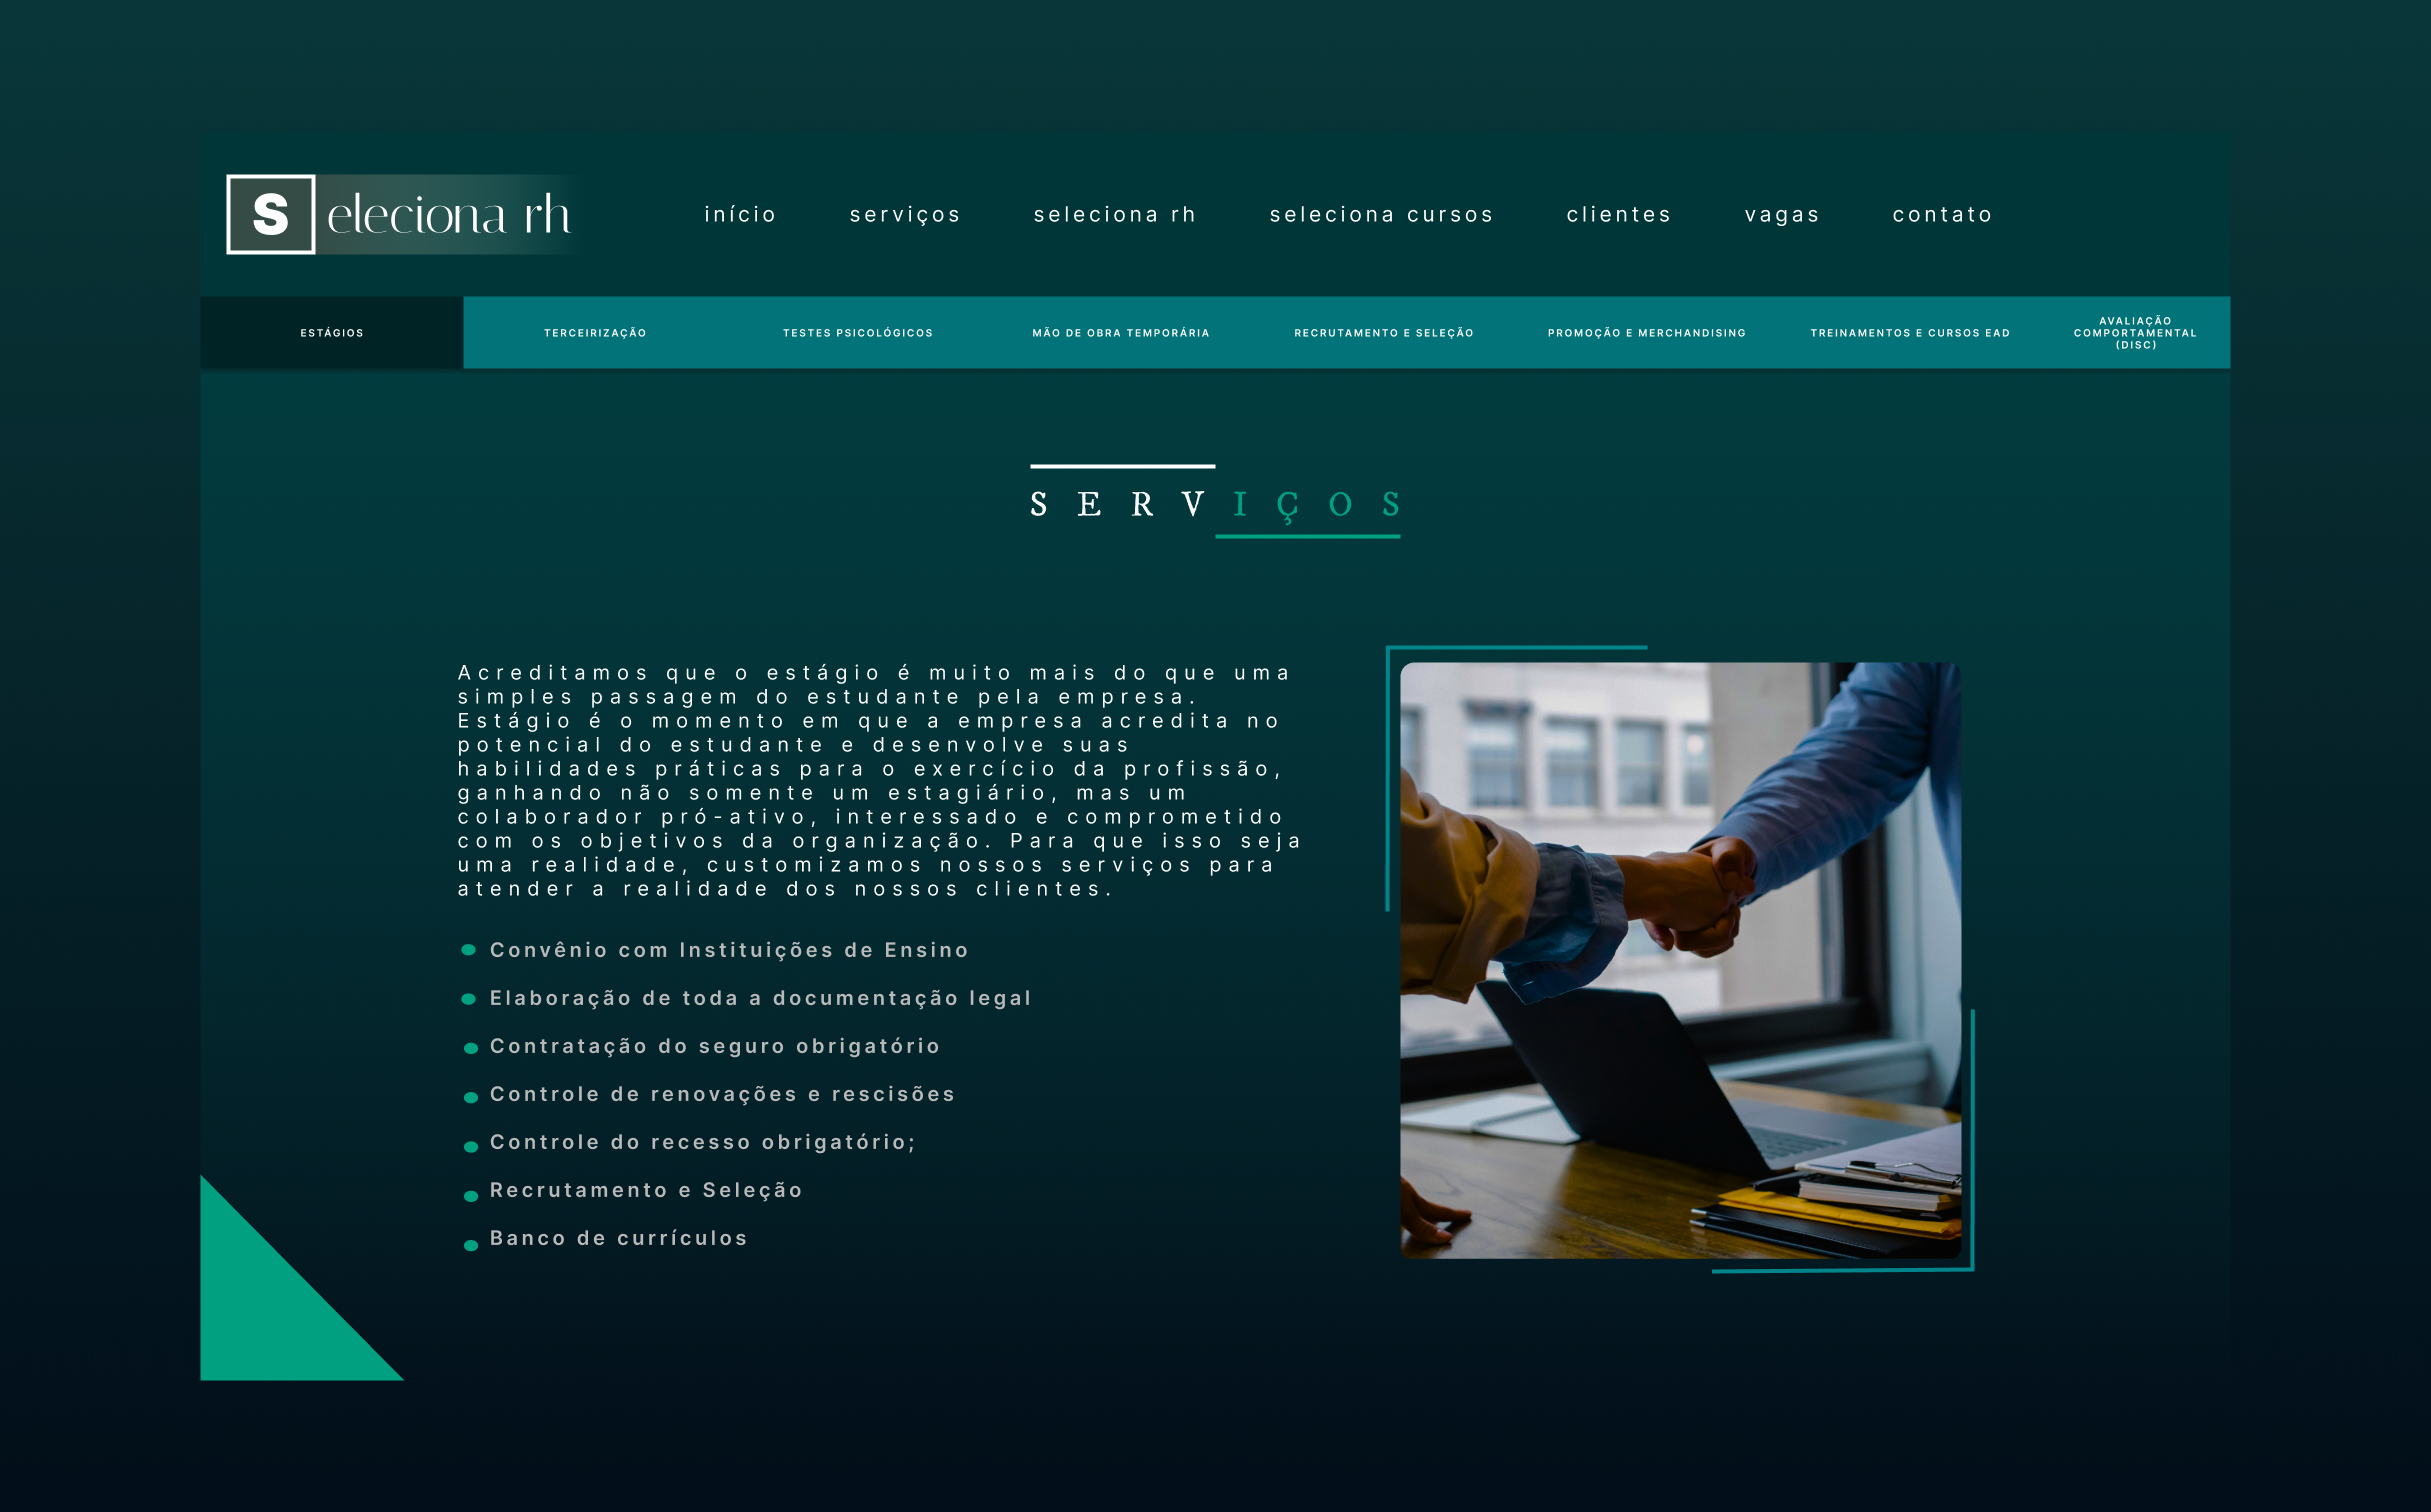 Seleciona rh
início serviços seleciona rh seleciona cursos clientes vagas contato
ESTÁGIOS TERCEIRIZAÇÃO TESTES PSICOLÓGICOS MÃO DE OBRA TEMPORÁRIA RECRUTAMENTO E SELEÇÃO PROMOÇÃO E MERCHANDISING TREINAMENTOS E CURSOS EAD
AVALIAÇÃO
COMPORTAMENTAL
(DISC)
SERVIÇOS
Acreditamos que o estágio é muito mais do que uma
simples passagem do estudante pela empresa.
Estágio é o momento em que a empresa acredita no
potencial do estudante e desenvolve suas
habilidades práticas para o exercício da profissão,
ganhando não somente um estagiário, mas um
colaborador pró-ativo, interessado e comprometido
com os objetivos da organização. Para que isso seja
uma realidade, customizamos nossos serviços para
atender a realidade dos nossos clientes.
Convênio com Instituições de Ensino
Elaboração de toda a documentação legal
Contratação do seguro obrigatório
Controle de renovações e rescisões
Controle do recesso obrigatório;
Recrutamento e Seleção
Banco de currículos